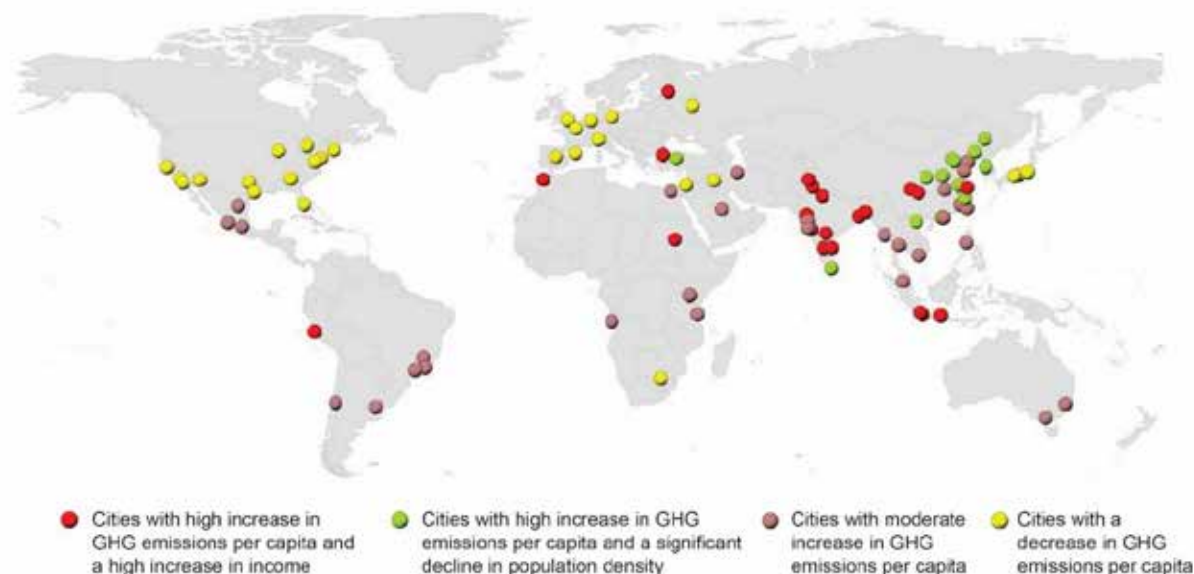 Cities with high increase in
GHG emissions per capita and
a high increase in income
Cities with high increase in GHG
emissions per capita and a significant
decline in population density
Cities with moderate
increase in GHG
emissions per capita
Cities with a
decrease in GHG
emissions per capita